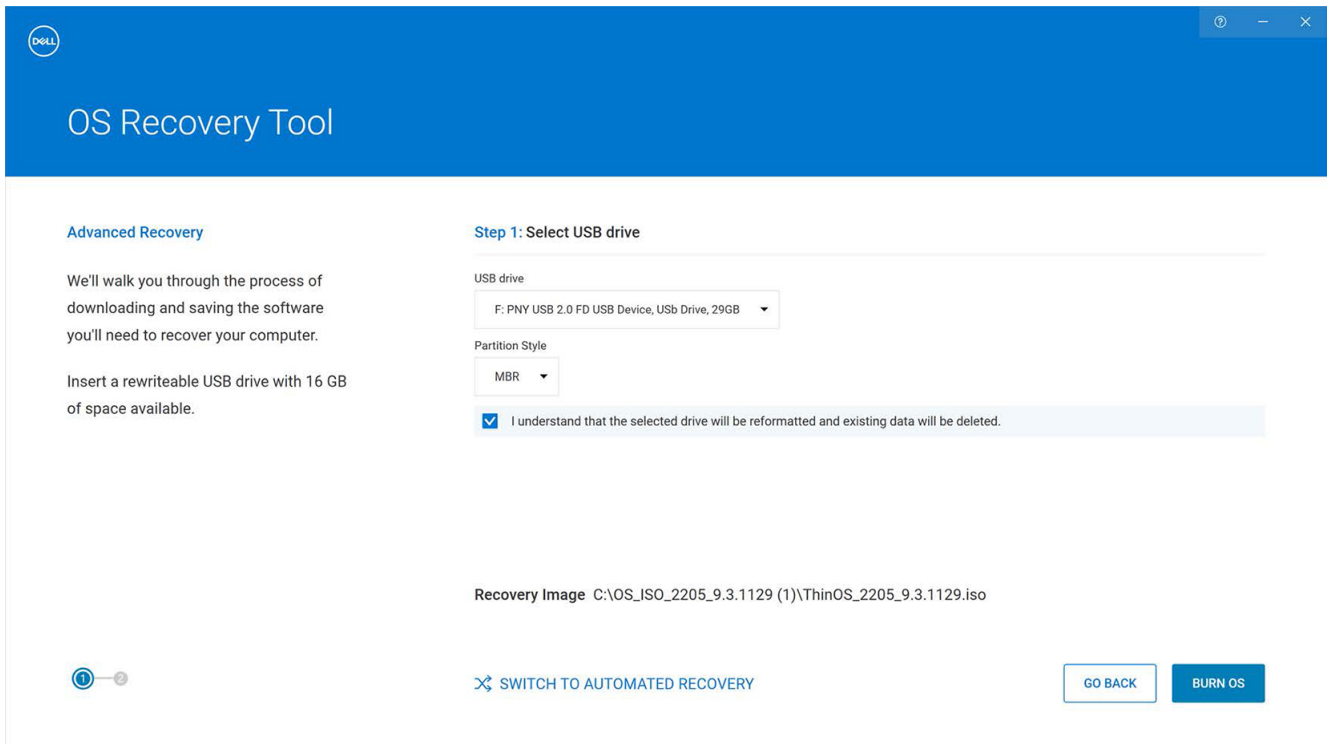 DELL
OS Recovery Tool
Advanced Recovery
We'll walk you through the process of
downloading and saving the software
you'll need to recover your computer.
Insert a rewriteable USB drive with 16 GB
of space available.
Step 1: Select USB drive
USB drive
F: PNY USB 2.0 FD USB Device, USb Drive, 29GB
Partition Style
MBR
I understand that the selected drive will be reformatted and existing data will be deleted.
Recovery Image C:\OS_ISO_2205_9.3.1129 (1)\ThinOS_2205_9.3.1129.iso
1 2
SWITCH TO AUTOMATED RECOVERY
GO BACK
BURN OS